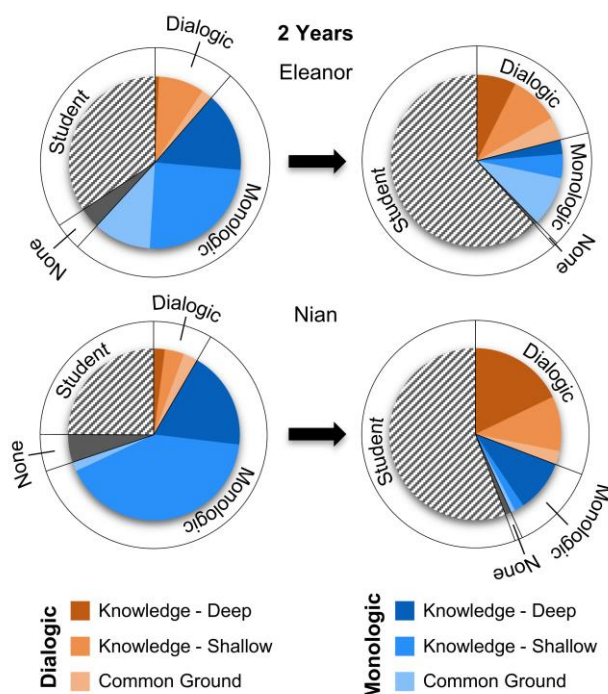 2 Years
Eleanor
Dialogic
Student
Monologic
None
Dialogic
Monologic
Student
None
Nian
Dialogic
Student
None
Monologic
Dialogic
Student
Monologic
None
Dialogic
Knowledge - Deep
Knowledge - Shallow
Common Ground
Monologic
Knowledge - Deep
Knowledge - Shallow
Common Ground